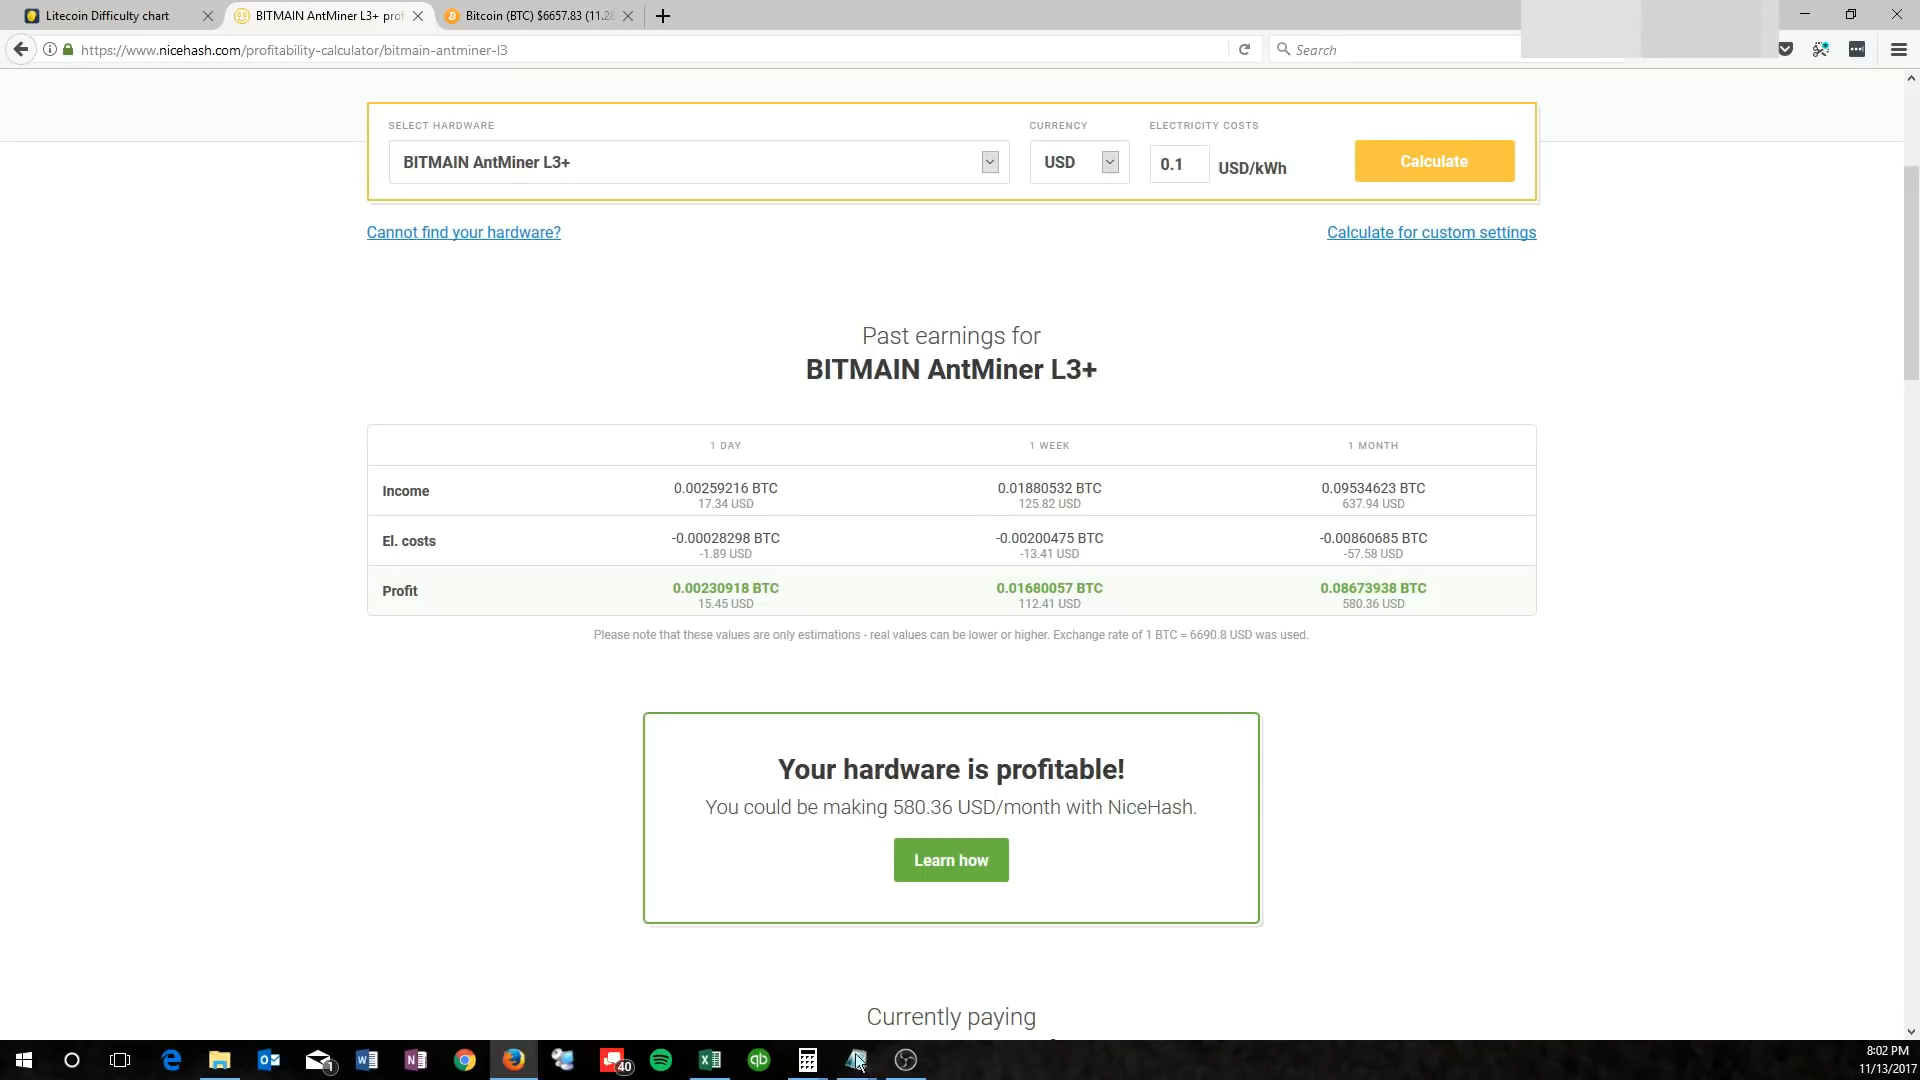 Litecoin Difficulty chart
BITMAIN AntMiner L3+ prof
Bitcoin (BTC) $6657.83 (11.28
https://www.nicehash.com/profitability-calculator/bitmain-antminer-l3
Search
SELECT HARDWARE
CURRENCY
ELECTRICITY COSTS
BITMAIN AntMiner L3+
USD
0.1
USD/kWh
Calculate
Cannot find your hardware?
Calculate for custom settings
Past earnings for
BITMAIN AntMiner L3+
1 DAY
1 WEEK
1 MONTH
Income
0.00259216 BTC
17.34 USD
0.01880532 BTC
125.82 USD
0.09534623 BTC
637.94 USD
El. costs
-0.00028298 BTC
-1.89 USD
-0.00200475 BTC
-13.41 USD
-0.00860685 BTC
-57.58 USD
Profit
0.00230918 BTC
15.45 USD
0.01680057 BTC
112.41 USD
0.08673938 BTC
580.36 USD
Please note that these values are only estimations - real values can be lower or higher. Exchange rate of 1 BTC = 6690.8 USD was used.
Your hardware is profitable!
You could be making 580.36 USD/month with NiceHash.
Learn how
Currently paying
1
40
8:02 PM
11/13/2017